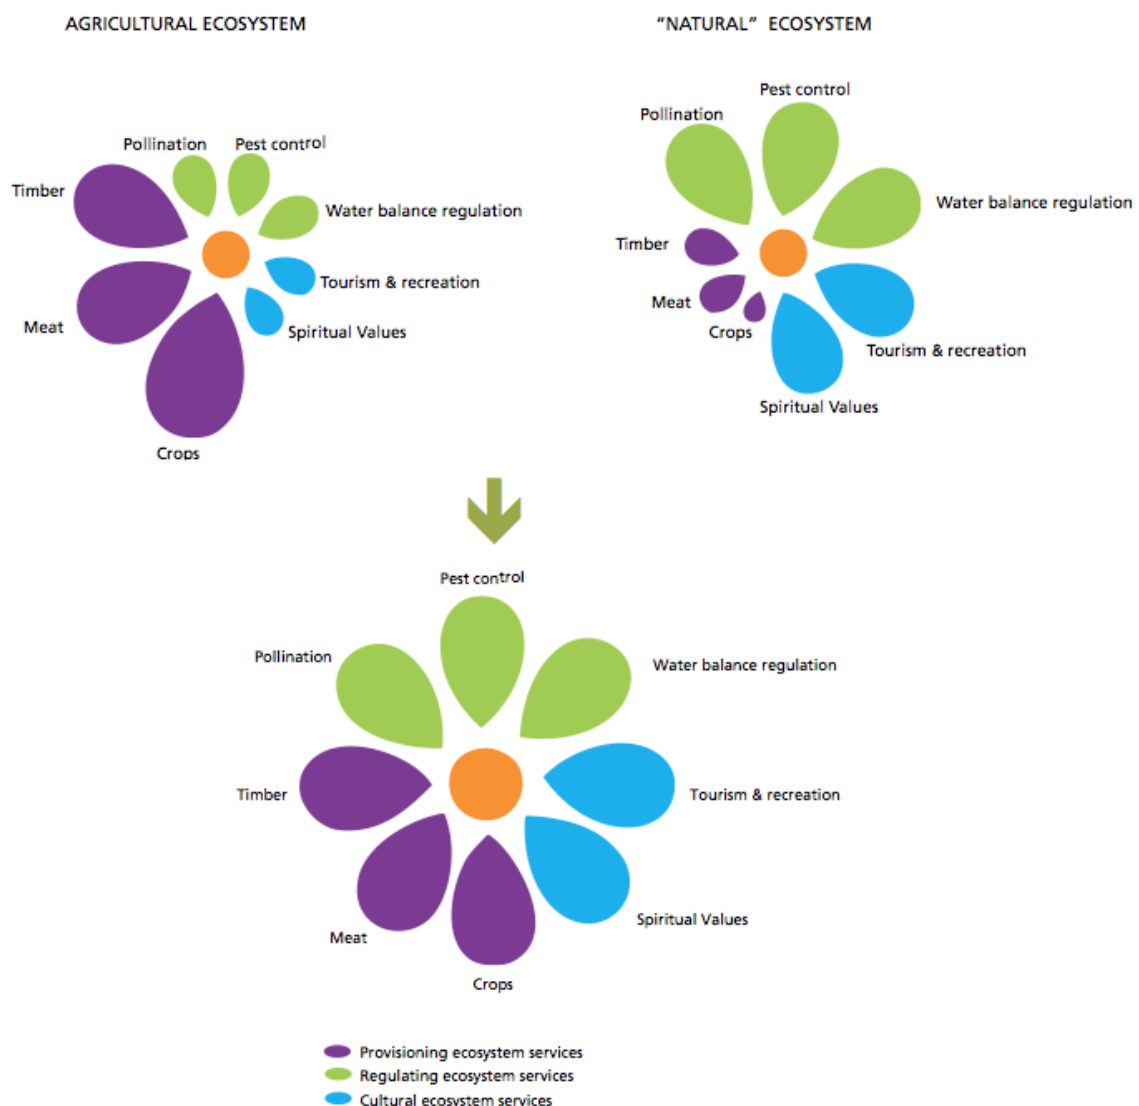 AGRICULTURAL ECOSYSTEM
Pollination
Pest control
Timber
Water balance regulation
Tourism & recreation
Meat
Spiritual Values
Crops
“NATURAL” ECOSYSTEM
Pest control
Pollination
Water balance regulation
Timber
Meat
Crops
Tourism & recreation
Spiritual Values
Pest control
Pollination
Water balance regulation
Timber
Tourism & recreation
Meat
Spiritual Values
Crops
Provisioning ecosystem services
Regulating ecosystem services
Cultural ecosystem services